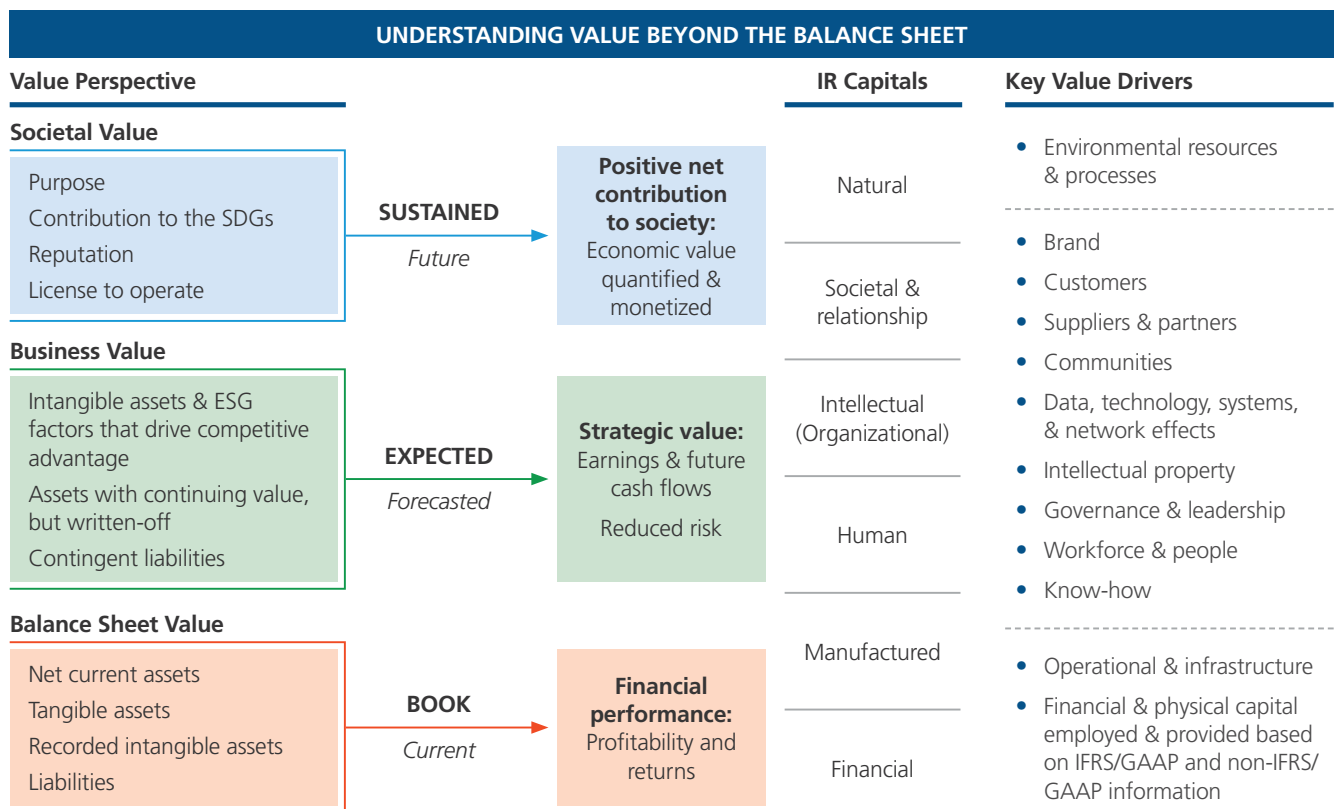 UNDERSTANDING VALUE BEYOND THE BALANCE SHEET
Value Perspective
Societal Value
Purpose
Contribution to the SDGs
Reputation
License to operate
SUSTAINED
Future
Positive net
contribution
to society:
Economic value
quantified &
monetized
Business Value
Intangible assets & ESG
factors that drive competitive
advantage
Assets with continuing value,
but written-off
Contingent liabilities
EXPECTED
Forecasted
Strategic value:
Earnings & future
cash flows
Reduced risk
Balance Sheet Value
Net current assets
Tangible assets
Recorded intangible assets
Liabilities
BOOK
Current
Financial
performance:
Profitability and
returns
IR Capitals
Natural
Societal &
relationship
Intellectual
(Organizational)
Human
Manufactured
Financial
Key Value Drivers
• Environmental resources
& processes
• Brand
• Customers
• Suppliers & partners
• Communities
• Data, technology, systems,
& network effects
• Intellectual property
• Governance & leadership
• Workforce & people
• Know-how
• Operational & infrastructure
• Financial & physical capital
employed & provided based
on IFRS/GAAP and non-IFRS/
GAAP information